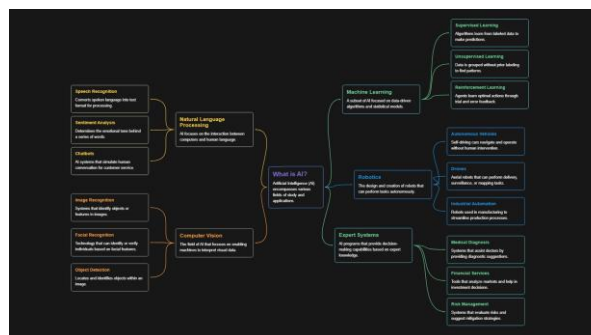 Speech Recognition
Converts spoken language into text
format for processing.
Sentiment Analysis
Determines the emotional tone behind
a series of words.
Chatbots
AI systems that simulate human
conversation for customer service.
Natural Language
Processing
AI focuses on the interaction between
computers and human language.
Image Recognition
Systems that identify objects or
features in images.
Facial Recognition
Technology that can identify or verify
individuals based on facial features.
Object Detection
Locates and identifies objects within an
image.
Computer Vision
The field of AI that focuses on enabling
machines to interpret visual data.
What is AI?
Artificial Intelligence (AI)
encompasses various
fields of study and
applications.
Machine Learning
A subset of AI focused on data-driven
algorithms and statistical models.
Supervised Learning
Algorithms learn from labeled data to
make predictions.
Unsupervised Learning
Data is grouped without prior labeling
to find patterns.
Reinforcement Learning
Agents learn optimal actions through
trial and error feedback.
Robotics
The design and creation of robots that
can perform tasks autonomously.
Autonomous Vehicles
Self-driving cars navigate and operate
without human intervention.
Drones
Aerial robots that can perform delivery,
surveillance, or mapping tasks.
Industrial Automation
Robots used in manufacturing to
streamline production processes.
Expert Systems
AI programs that provide decision-
making capabilities based on expert
knowledge.
Medical Diagnosis
Systems that assist doctors by
providing diagnostic suggestions.
Financial Services
Tools that analyze markets and help in
investment decisions.
Risk Management
Systems that evaluate risks and
suggest mitigation strategies.